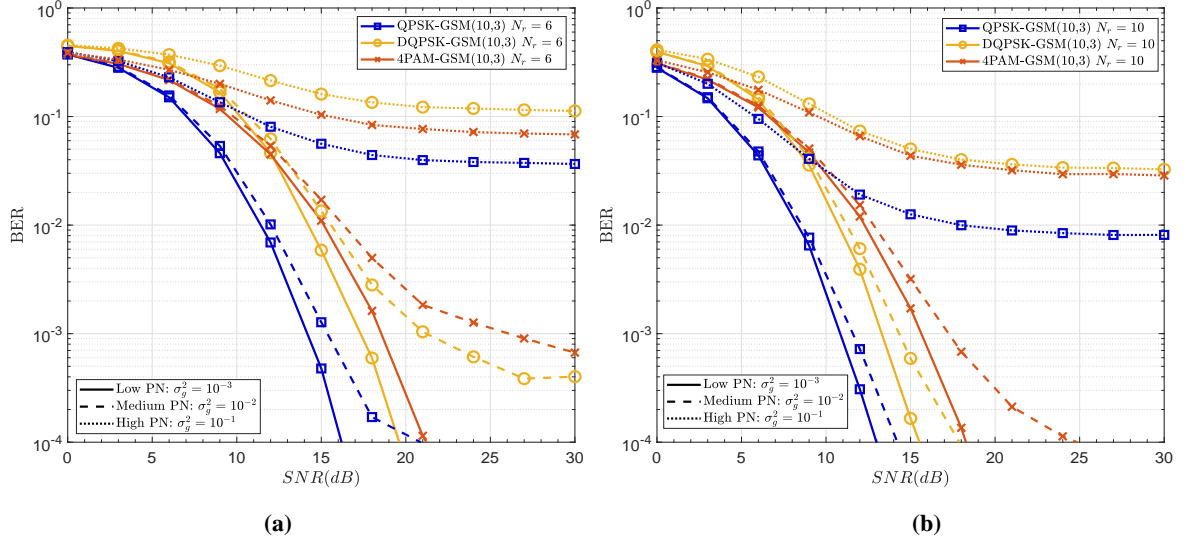 QPSK-GSM(10,3) N_r = 6
DQPSK-GSM(10,3) N_r = 6
4PAM-GSM(10,3) N_r = 6
BER
10^0
10^-1
10^-2
10^-3
10^-4
Low PN: σ_g^2 = 10^-3
Medium PN: σ_g^2 = 10^-2
High PN: σ_g^2 = 10^-1
0 5 10 15 20 25 30
SNR(dB)
(a)
QPSK-GSM(10,3) N_r = 10
DQPSK-GSM(10,3) N_r = 10
4PAM-GSM(10,3) N_r = 10
BER
10^0
10^-1
10^-2
10^-3
10^-4
Low PN: σ_g^2 = 10^-3
Medium PN: σ_g^2 = 10^-2
High PN: σ_g^2 = 10^-1
0 5 10 15 20 25 30
SNR(dB)
(b)